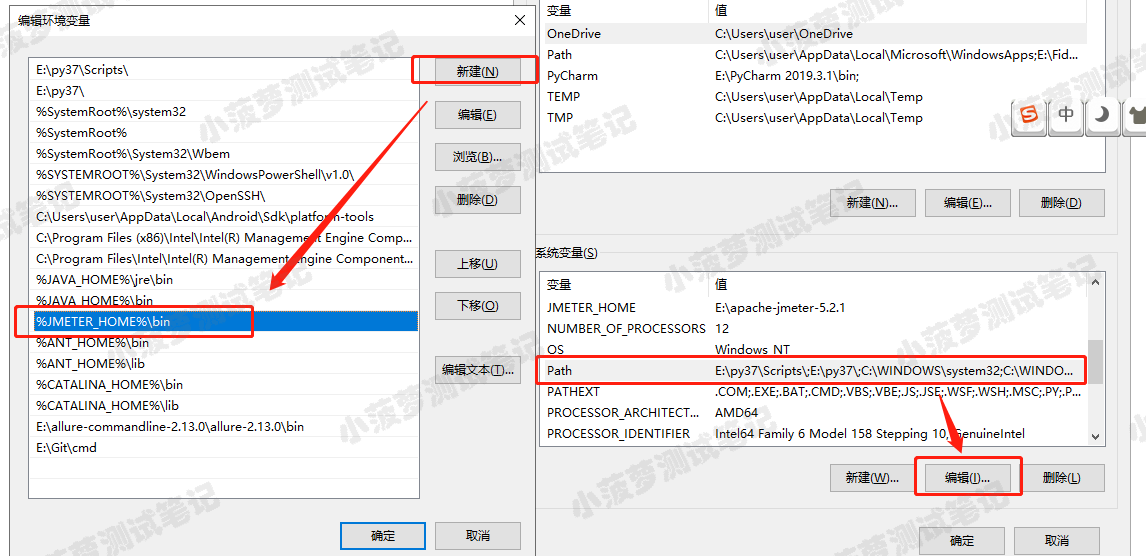 编辑环境变量
E:\py37\Scripts\
E:\py37\
%SystemRoot%\system32
%SystemRoot%
%SystemRoot%\System32\Wbem
%SYSTEMROOT%\System32\WindowsPowerShell\v1.0\
%SYSTEMROOT%\System32\OpenSSH\
C:\Users\user\AppData\Local\Android\Sdk\platform-tools
C:\Program Files (x86)\Intel\Intel(R) Management Engine Comp...
C:\Program Files\Intel\Intel(R) Management Engine Component...
%JAVA_HOME%\jre\bin
%JAVA_HOME%\bin
%JMETER_HOME%\bin
%ANT_HOME%\bin
%ANT_HOME%\lib
%CATALINA_HOME%\bin
%CATALINA_HOME%\lib
E:\allure-commandline-2.13.0\allure-2.13.0\bin
E:\Git\cmd
新建(N)
编辑(E)
浏览(B)...
删除(D)
上移(U)
下移(O)
编辑文本(T)...
确定
取消
变量 值
OneDrive C:\Users\user\OneDrive
Path C:\Users\user\AppData\Local\Microsoft\WindowsApps;E:\Fid...
PyCharm E:\PyCharm 2019.3.1\bin;
TEMP C:\Users\user\AppData\Local\Temp
TMP C:\Users\user\AppData\Local\Temp
S 中
新建(N)... 编辑(E)... 删除(D)
系统变量(S)
变量 值
JMETER_HOME E:\apache-jmeter-5.2.1
NUMBER_OF_PROCESSORS 12
OS Windows_NT
Path E:\py37\Scripts\;E:\py37\;C:\WINDOWS\system32;C:\WINDO...
PATHEXT .COM;.EXE;.BAT;.CMD;.VBS;.VBE;.JS;.JSE;.WSF;.WSH;.MSC;.PY;.P...
PROCESSOR_ARCHITECT... AMD64
PROCESSOR_IDENTIFIER Intel64 Family 6 Model 158 Stepping 10, GenuineIntel
新建(W)... 编辑(I)... 删除(L)
确定 取消
小菠萝测试笔记